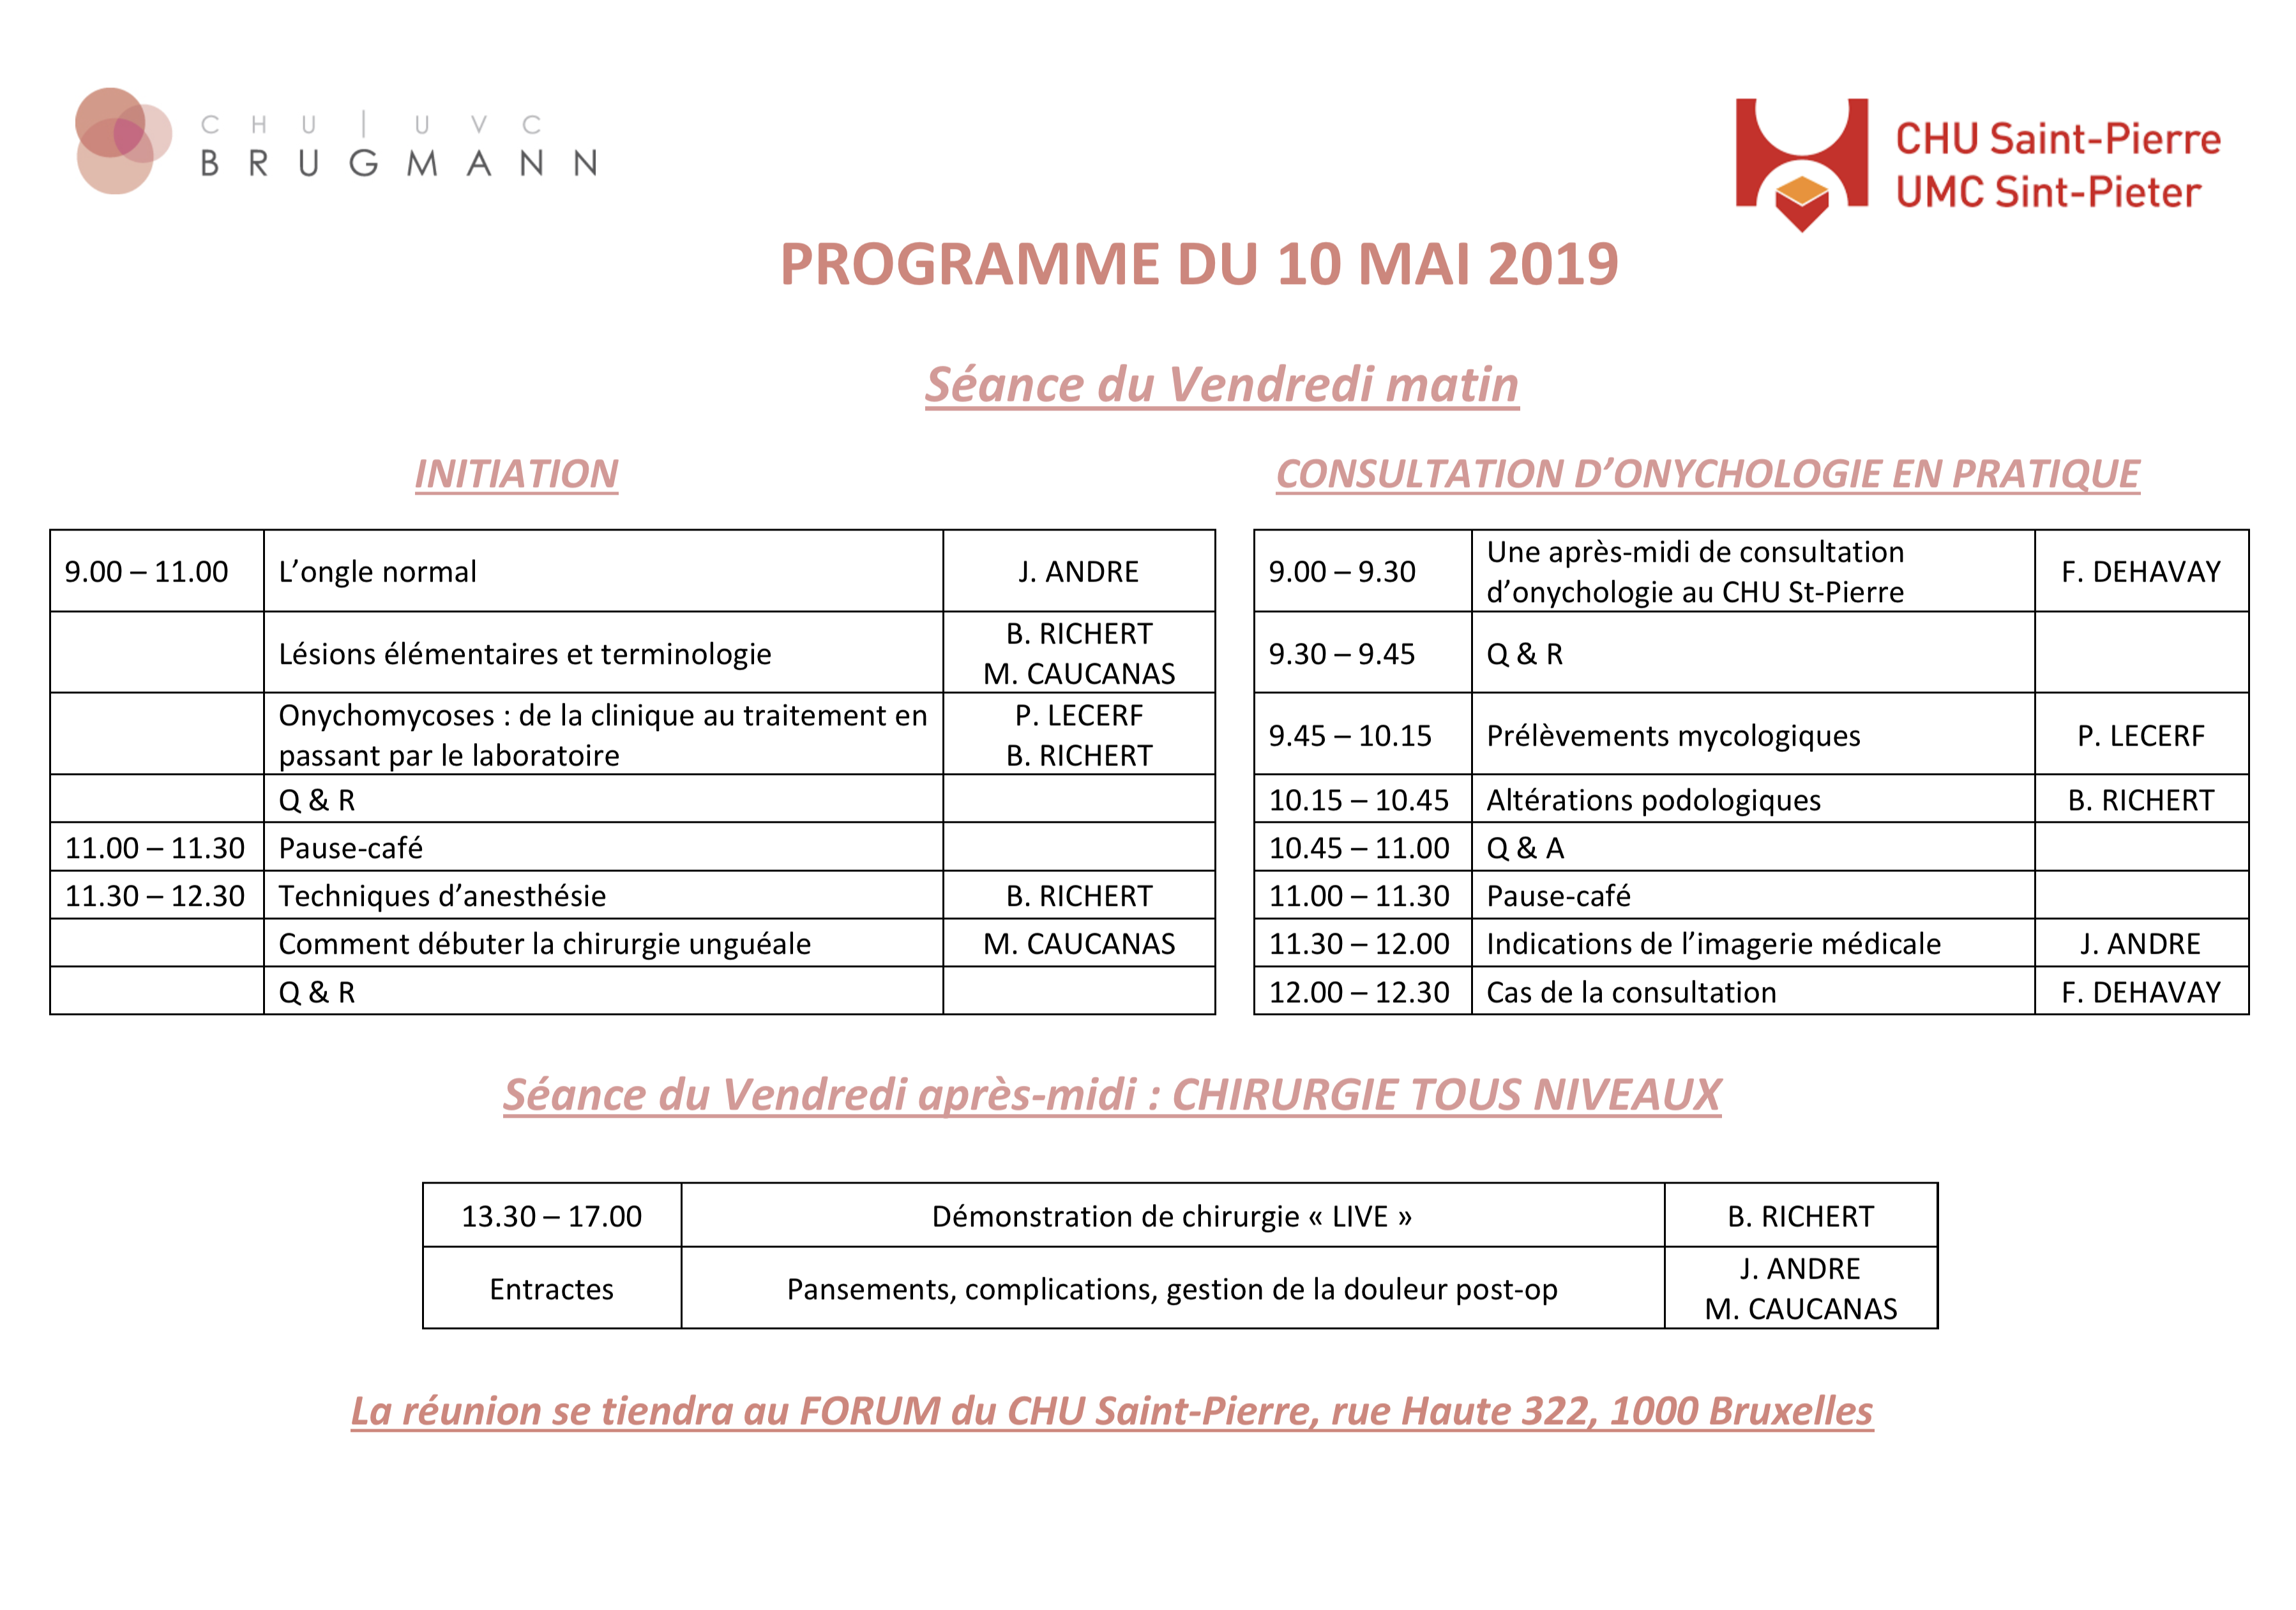 CHU | UVC
BRUGMANN
CHU Saint-Pierre
UMC Sint-Pieter
PROGRAMME DU 10 MAI 2019
Séance du Vendredi matin
INITIATION
9.00 – 11.00 L’ongle normal J. ANDRE
Lésions élémentaires et terminologie B. RICHERT
M. CAUCANAS
Onychomycoses : de la clinique au traitement en P. LECERF
passant par le laboratoire B. RICHERT
Q & R
11.00 – 11.30 Pause-café
11.30 – 12.30 Techniques d’anesthésie B. RICHERT
Comment débuter la chirurgie unguéale M. CAUCANAS
Q & R
CONSULTATION D’ONYCHOLOGIE EN PRATIQUE
9.00 – 9.30 Une après-midi de consultation F. DEHAVAY
d’onychologie au CHU St-Pierre
9.30 – 9.45 Q & R
9.45 – 10.15 Prélèvements mycologiques P. LECERF
10.15 – 10.45 Altérations podologiques B. RICHERT
10.45 – 11.00 Q & A
11.00 – 11.30 Pause-café
11.30 – 12.00 Indications de l’imagerie médicale J. ANDRE
12.00 – 12.30 Cas de la consultation F. DEHAVAY
Séance du Vendredi après-midi : CHIRURGIE TOUS NIVEAUX
13.30 – 17.00 Démonstration de chirurgie « LIVE » B. RICHERT
Entractes Pansements, complications, gestion de la douleur post-op J. ANDRE
M. CAUCANAS
La réunion se tiendra au FORUM du CHU Saint-Pierre, rue Haute 322, 1000 Bruxelles